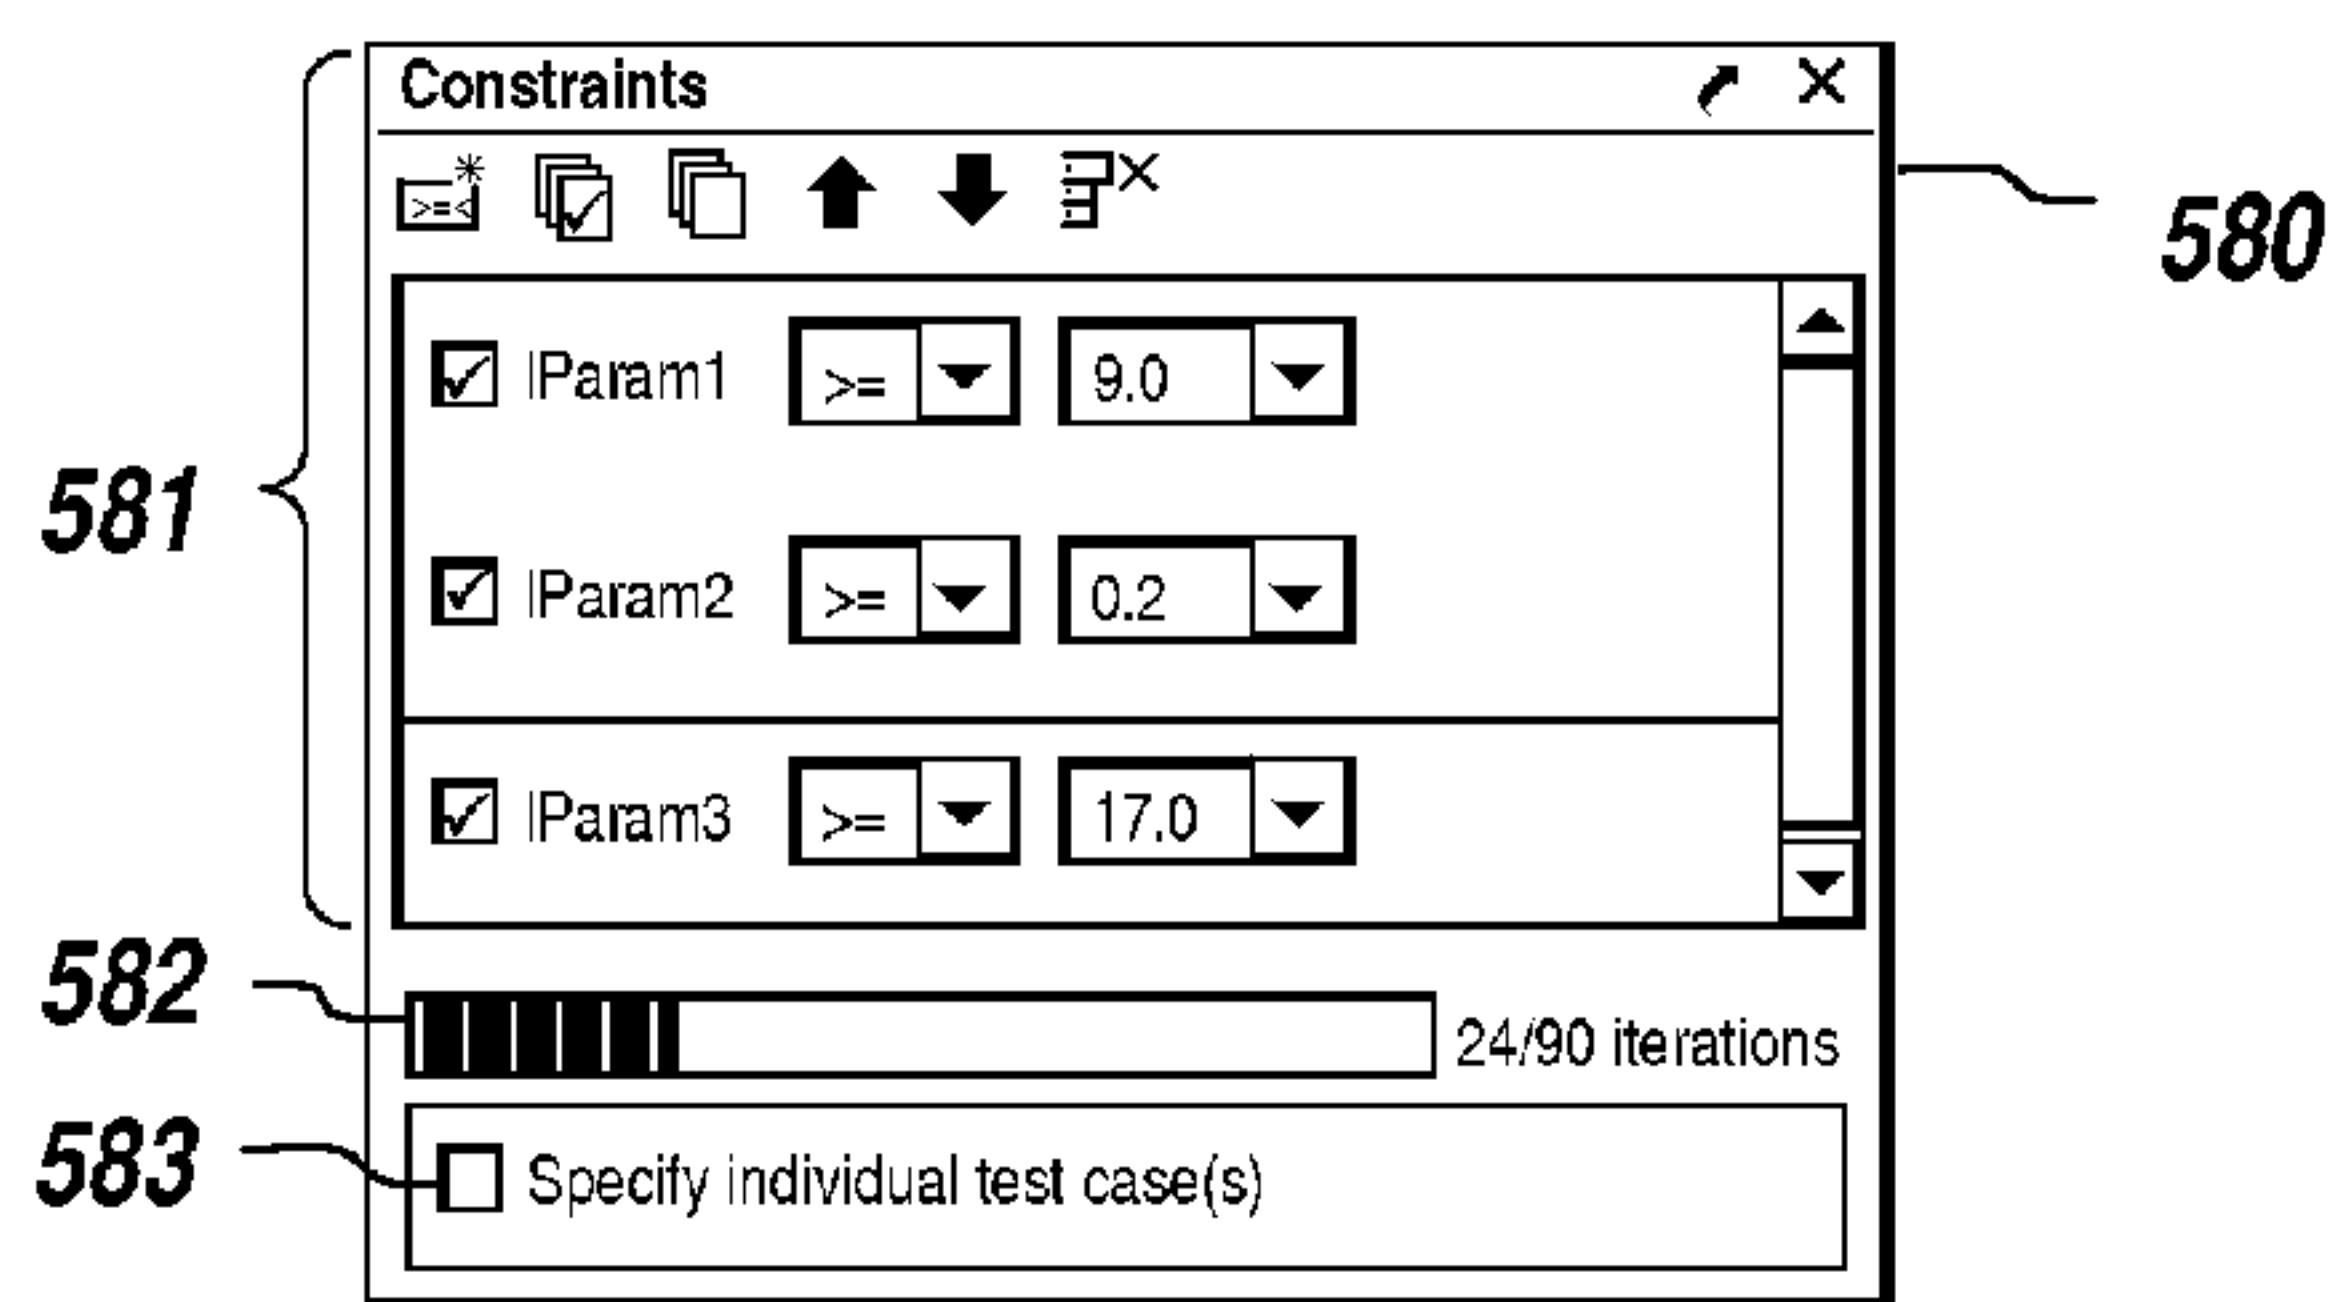 Constraints
>=<
580
IParam1 >= 9.0
581
IParam2 >= 0.2
IParam3 >= 17.0
582
24/90 iterations
583
Specify individual test case(s)